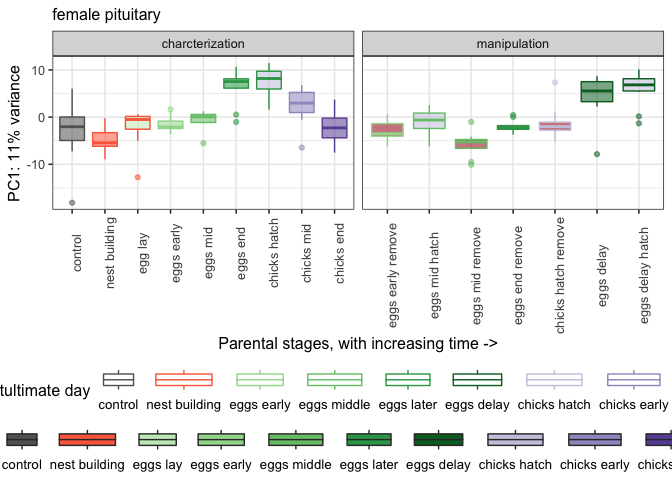 female pituitary
charcterization manipulation
PC1: 11% variance
10
0
-10
control nest building egg lay eggs early eggs mid eggs end chicks hatch chicks mid chicks end eggs early remove eggs mid hatch eggs mid remove eggs end remove chicks hatch remove eggs delay eggs delay hatch
Parental stages, with increasing time ->
tultimate day
control nest building eggs early eggs middle eggs later eggs delay chicks hatch chicks early
control nest building eggs lay eggs early eggs middle eggs later eggs delay chicks hatch chicks early chicks